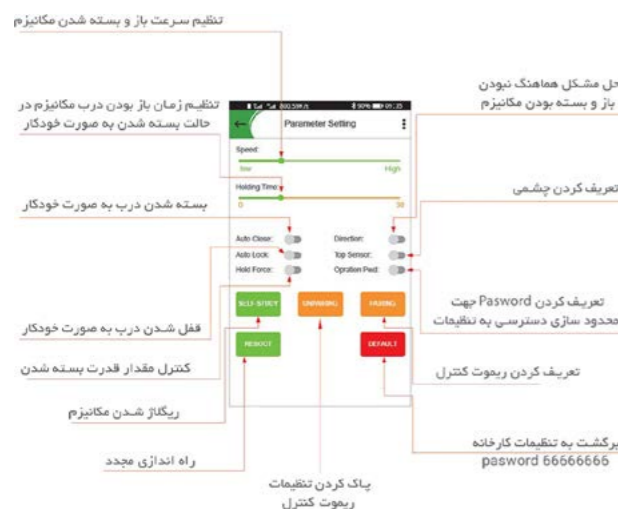 تنظیم سرعت باز و بسته شدن مکانیزم
تنظیم زمان باز بودن درب مکانیزم در
حالت بسته شدن به صورت خودکار
حل مشکل هماهنگ نبودن
باز و بسته بودن مکانیزم
Parameter Setting
Speed:
low High
Holding Time:
0 38
بسته شدن درب به صورت خودکار
تعریف کردن چشمی
Auto Close: Direction:
Auto Lock: Top Sensor:
Hold Force: Opration Pwd:
تعریف کردن Pasword جهت
محدود سازی دسترسی به تنظیمات
SELF-STUDY UNPAIRING PAIRING
قفل شدن درب به صورت خودکار
REBOOT DEFAULT
کنترل مقدار قدرت بسته شدن
تعریف کردن ریموت کنترل
ریگلاژ شدن مکانیزم
برگشت به تنظیمات کارخانه
pasword 66666666
راه اندازی مجدد
پاک کردن تنظیمات
ریموت کنترل